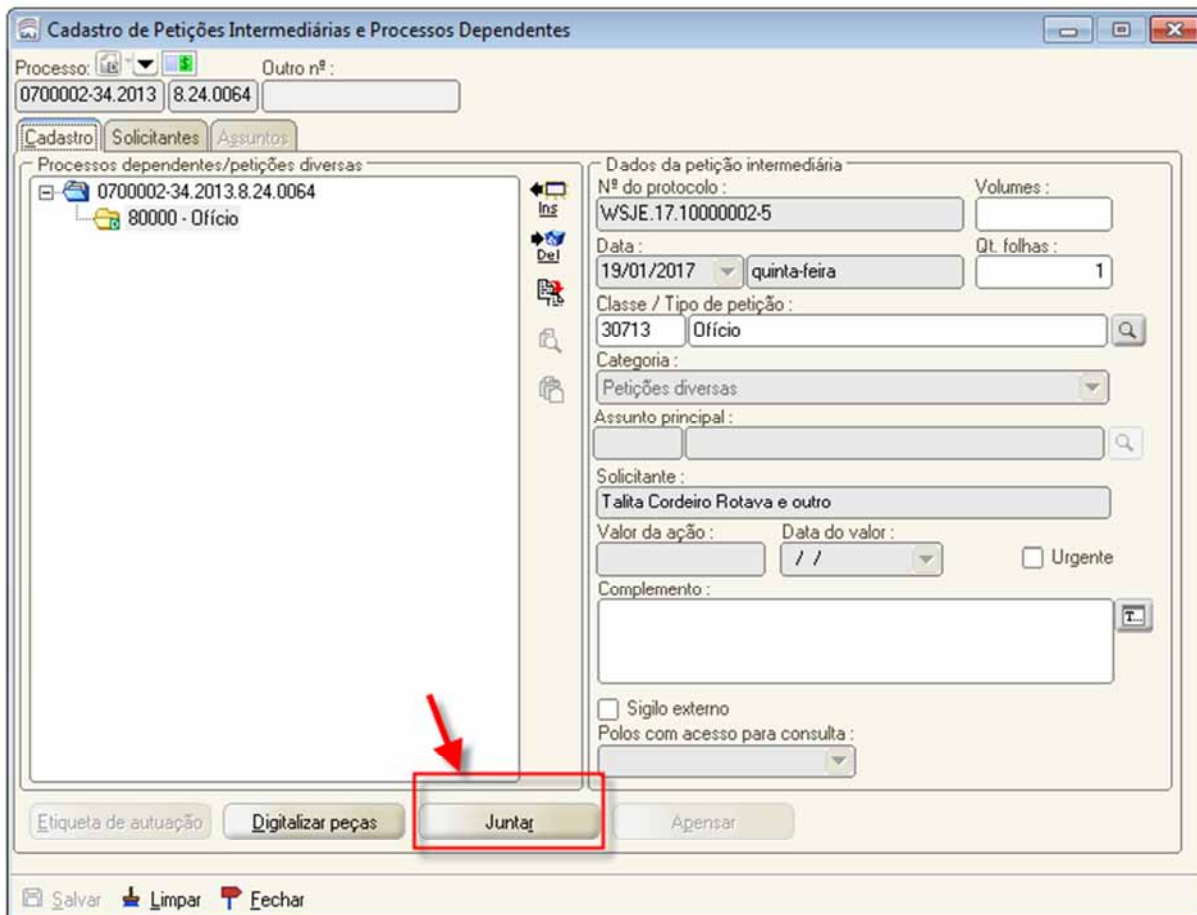 Cadastro de Petições Intermediárias e Processos Dependentes
Processo: Outro nº :
0700002-34.2013 8.24.0064
Cadastro Solicitantes Assuntos
Processos dependentes/petições diversas
0700002-34.2013.8.24.0064
80000 - Ofício
Ins
Del
Dados da petição intermediária
Nº do protocolo : Volumes :
WSJE.17.10000002-5
Data : Qt. folhas :
19/01/2017 quinta-feira 1
Classe / Tipo de petição :
30713 Ofício
Categoria :
Petições diversas
Assunto principal :
Solicitante :
Talita Cordeiro Rotava e outro
Valor da ação : Data do valor :
/ / Urgente
Complemento :
T...
Sigilo externo
Polos com acesso para consulta :
Etiqueta de autuação Digitalizar peças Juntar Apensar
Salvar Limpar Fechar